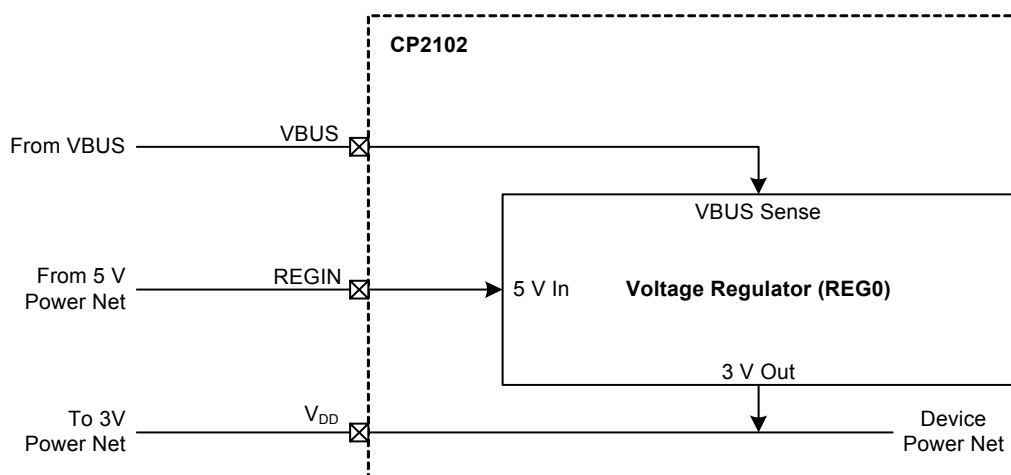 CP2102
From VBUS
VBUS
VBUS Sense
From 5 V
Power Net
REGIN
5 V In
Voltage Regulator (REG0)
3 V Out
To 3V
Power Net
VDD
Device
Power Net